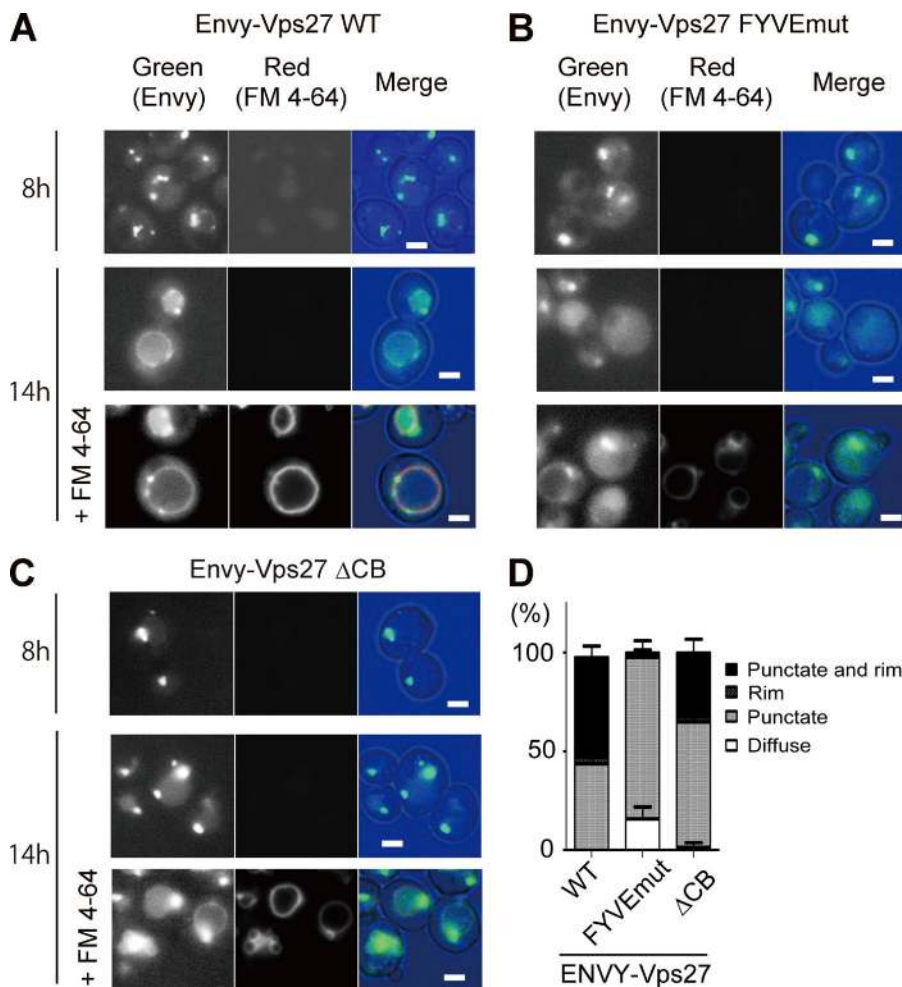 A
Envy-Vps27 WT
Green
(Envy)
Red
(FM 4-64)
Merge
8h
14h
+ FM 4-64
B
Envy-Vps27 FYVEmut
Green
(Envy)
Red
(FM 4-64)
Merge
C
Envy-Vps27 ΔCB
8h
14h
+ FM 4-64
D
(%)
100
50
0
Punctate and rim
Rim
Punctate
Diffuse
WT
FYVEmut
ΔCB
ENVY-Vps27